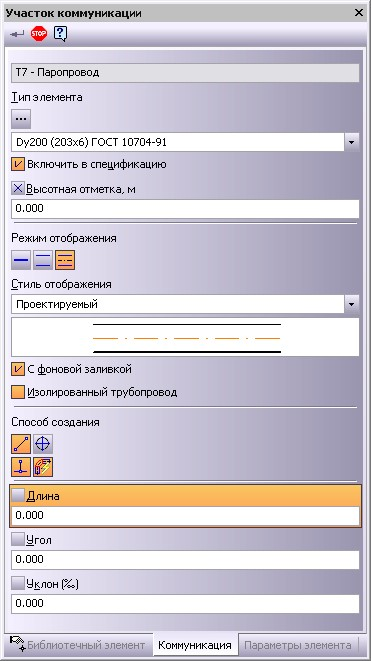 Участок коммуникации
STOP
?
Т7 - Паропровод
Тип элемента
...
Dy200 (203x6) ГОСТ 10704-91
Включить в спецификацию
Высотная отметка, м
0.000
Режим отображения
Стиль отображения
Проектируемый
С фоновой заливкой
Изолированный трубопровод
Способ создания
Длина
0.000
Угол
0.000
Уклон (‰)
0.000
Библиотечный элемент Коммуникация Параметры элемента